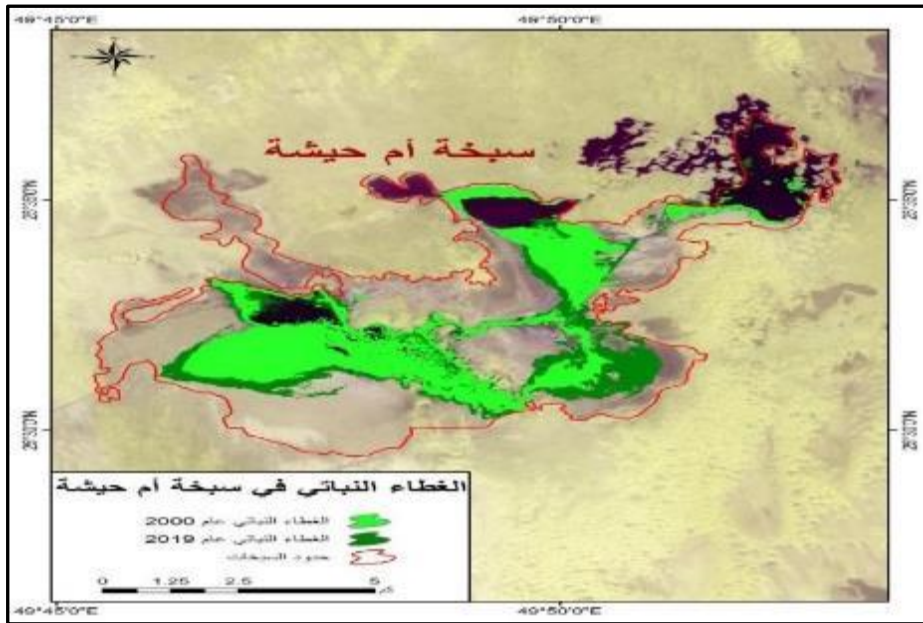 49°45'0"E 49°50'0"E
سبخة أم حيشة
الغطاء النباتي في سبخة أم حيشة
الغطاء النباتي عام 2000
الغطاء النباتي عام 2019
حدود السبخات
0 1.25 2.5 5
كم
49°45'0"E 49°50'0"E